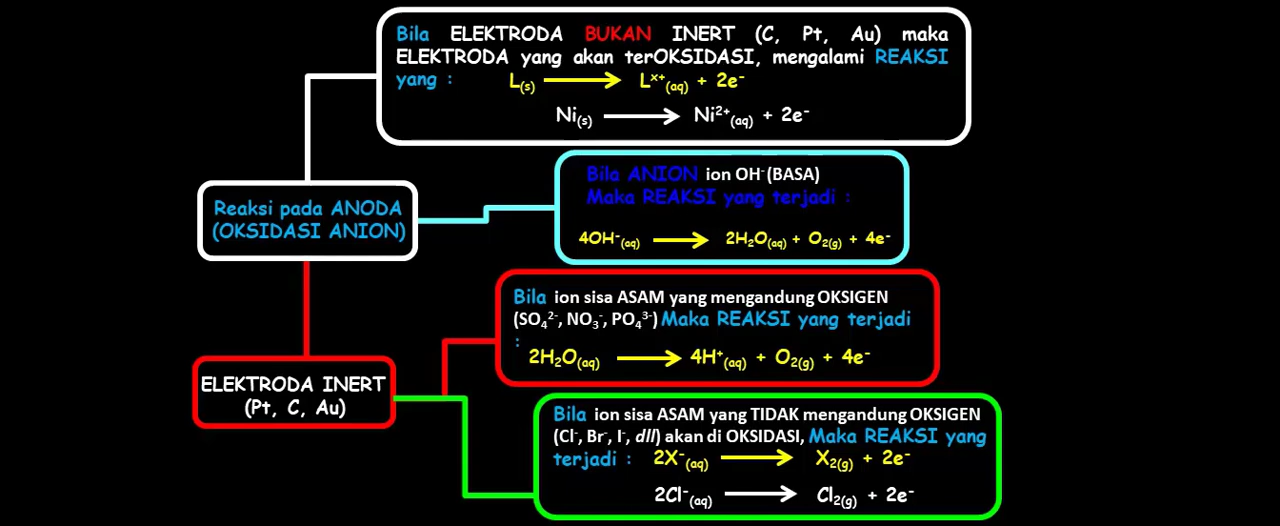 Bila ELEKTRODA BUKAN INERT (C, Pt, Au) maka
ELEKTRODA yang akan terOKSIDASI, mengalami REAKSI
yang :
L(s) ⟶ Lˣ⁺(aq) + 2e⁻
Ni(s) ⟶ Ni²⁺(aq) + 2e⁻
Reaksi pada ANODA
(OKSIDASI ANION)
Bila ANION ion OH⁻ (BASA)
Maka REAKSI yang terjadi :
4OH⁻(aq) ⟶ 2H₂O(aq) + O₂(g) + 4e⁻
ELEKTRODA INERT
(Pt, C, Au)
Bila ion sisa ASAM yang mengandung OKSIGEN
(SO₄²⁻, NO₃⁻, PO₄³⁻) Maka REAKSI yang terjadi
:
2H₂O(aq) ⟶ 4H⁺(aq) + O₂(g) + 4e⁻
Bila ion sisa ASAM yang TIDAK mengandung OKSIGEN
(Cl⁻, Br⁻, I⁻, dll) akan di OKSIDASI, Maka REAKSI yang
terjadi : 2X⁻(aq) ⟶ X₂(g) + 2e⁻
2Cl⁻(aq) ⟶ Cl₂(g) + 2e⁻